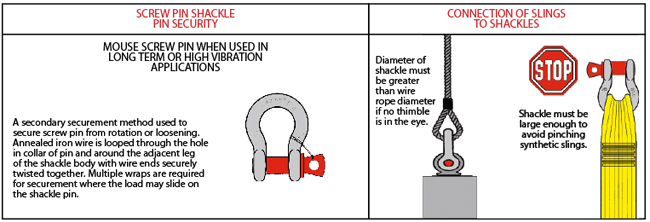 SCREW PIN SHACKLE
PIN SECURITY
MOUSE SCREW PIN WHEN USED IN
LONG TERM OR HIGH VIBRATION
APPLICATIONS
A secondary securement method used to
secure screw pin from rotation or loosening.
Annealed iron wire is looped through the hole
in collar of pin and around the adjacent leg
of the shackle body with wire ends securely
twisted together. Multiple wraps are required
for securement where the load may slide on
the shackle pin.
CONNECTION OF SLINGS
TO SHACKLES
Diameter of
shackle must
be greater
than wire
rope diameter
if no thimble
is in the eye.
STOP
Shackle must be
large enough to
avoid pinching
synthetic slings.